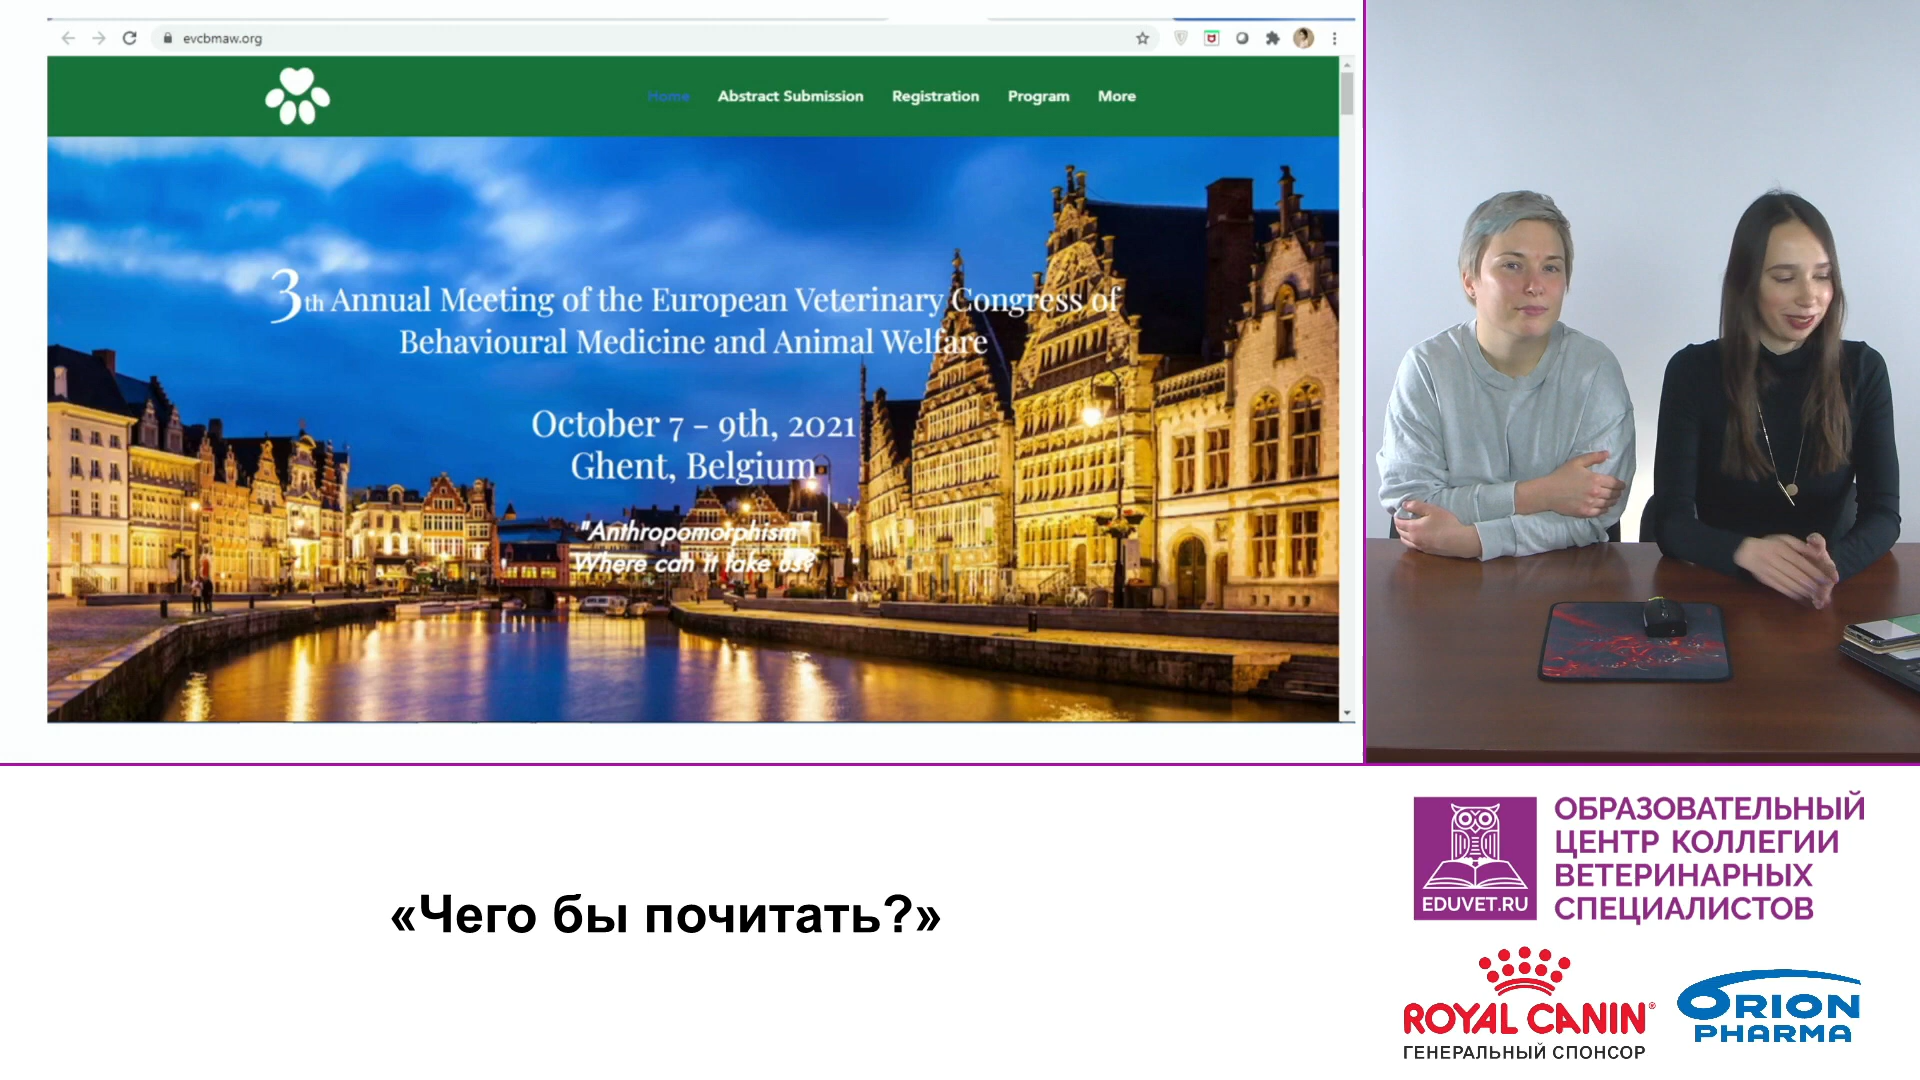 evcbmaw.org
Home Abstract Submission Registration Program More
3th Annual Meeting of the European Veterinary Congress of
Behavioural Medicine and Animal Welfare
October 7 - 9th, 2021
Ghent, Belgium
"Anthropomorphism"
Where can it take us?
«Чего бы почитать?»
EDUVET.RU
ОБРАЗОВАТЕЛЬНЫЙ
ЦЕНТР КОЛЛЕГИИ
ВЕТЕРИНАРНЫХ
СПЕЦИАЛИСТОВ
ROYAL CANIN®
ГЕНЕРАЛЬНЫЙ СПОНСОР
ORION
PHARMA